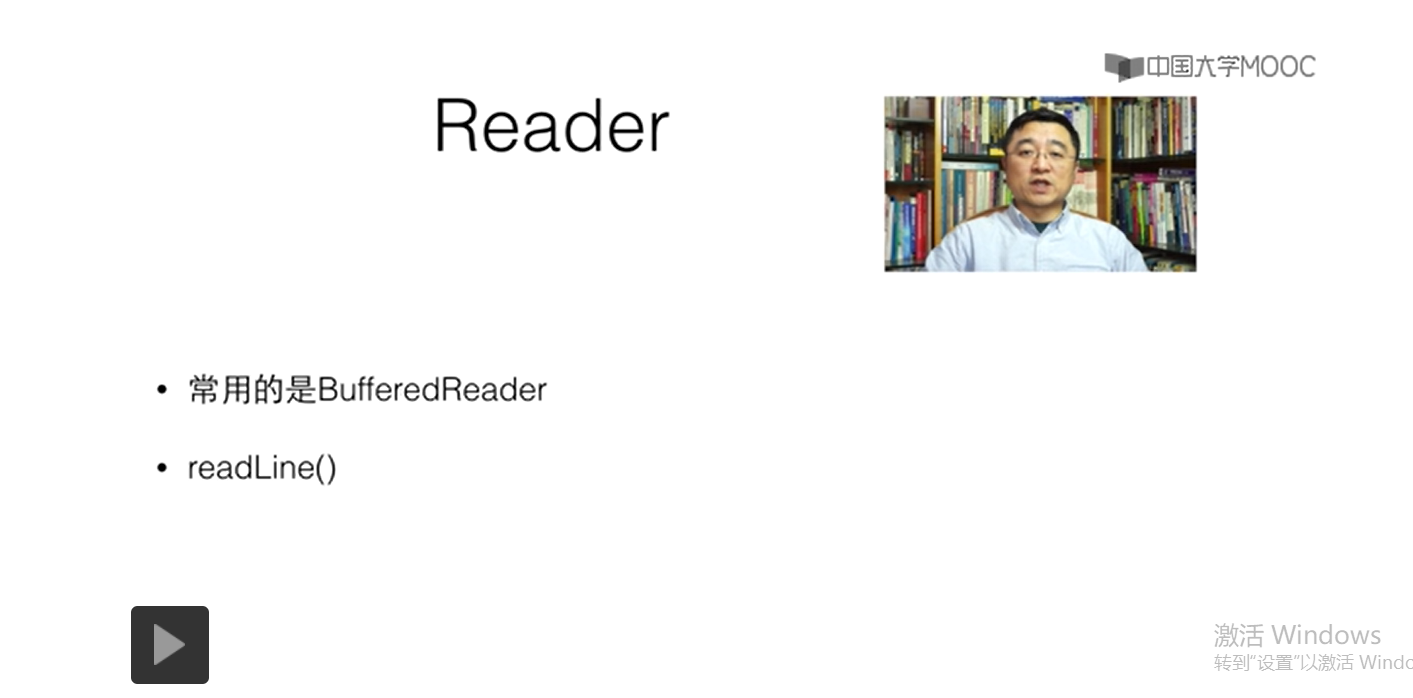 中国大学MOOC
Reader
• 常用的是BufferedReader
• readLine()
激活 Windows
转到“设置”以激活 Windc